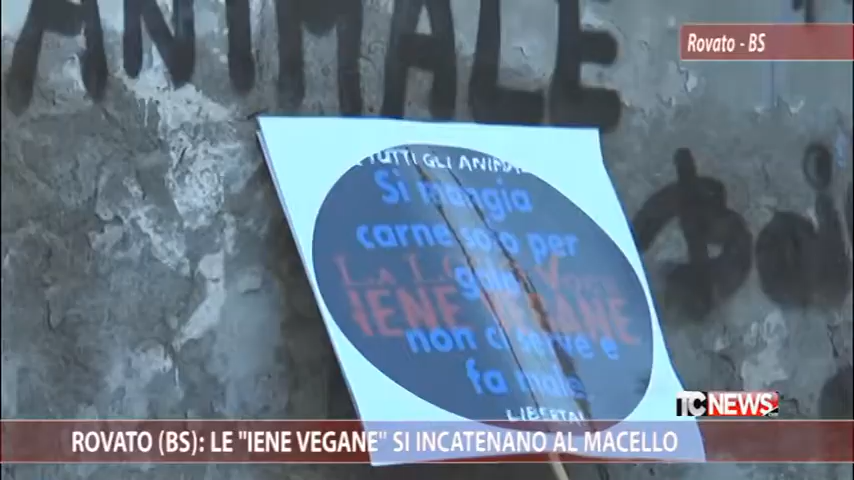 ANIMALE
Rovato - BS
TUTTI GLI ANIMALI
Si mangia
carne solo per
gola
IENE VEGANE
non ci serve e
fa male
LIBERTA'
TC NEWS
ROVATO (BS): LE "IENE VEGANE" SI INCATENANO AL MACELLO